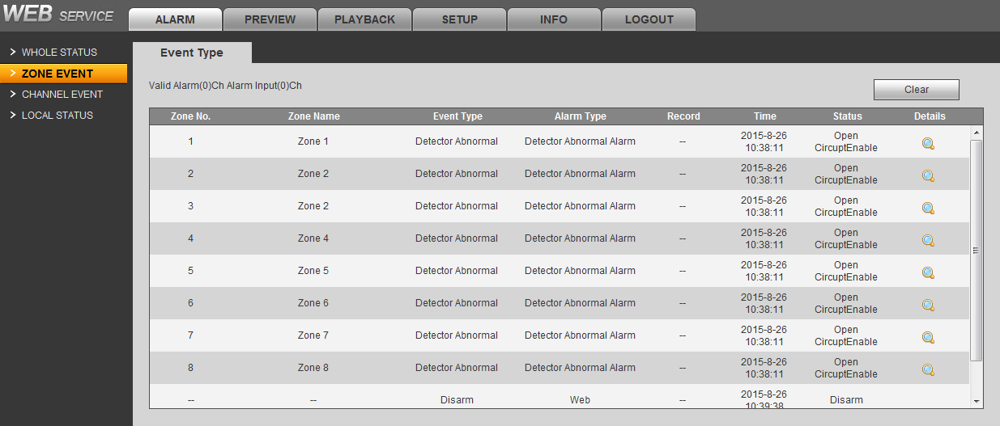 WEB SERVICE
ALARM PREVIEW PLAYBACK SETUP INFO LOGOUT
WHOLE STATUS
ZONE EVENT
CHANNEL EVENT
LOCAL STATUS
Event Type
Valid Alarm(0)Ch Alarm Input(0)Ch
Clear
Zone No. Zone Name Event Type Alarm Type Record Time Status Details
1 Zone 1 Detector Abnormal Detector Abnormal Alarm -- 2015-8-26 Open
10:38:11 CircuptEnable
2 Zone 2 Detector Abnormal Detector Abnormal Alarm -- 2015-8-26 Open
10:38:11 CircuptEnable
3 Zone 2 Detector Abnormal Detector Abnormal Alarm -- 2015-8-26 Open
10:38:11 CircuptEnable
4 Zone 4 Detector Abnormal Detector Abnormal Alarm -- 2015-8-26 Open
10:38:11 CircuptEnable
5 Zone 5 Detector Abnormal Detector Abnormal Alarm -- 2015-8-26 Open
10:38:11 CircuptEnable
6 Zone 6 Detector Abnormal Detector Abnormal Alarm -- 2015-8-26 Open
10:38:11 CircuptEnable
7 Zone 7 Detector Abnormal Detector Abnormal Alarm -- 2015-8-26 Open
10:38:11 CircuptEnable
8 Zone 8 Detector Abnormal Detector Abnormal Alarm -- 2015-8-26 Open
10:38:11 CircuptEnable
-- -- Disarm Web -- 2015-8-26 Disarm
10:39:38